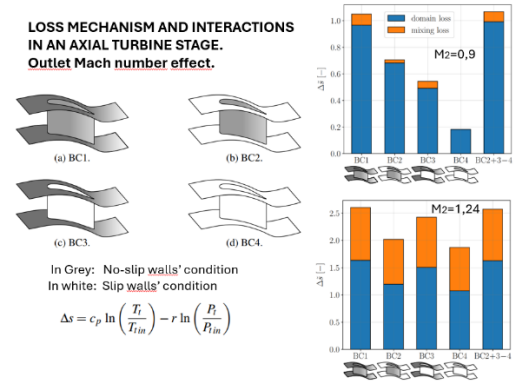 LOSS MECHANISM AND INTERACTIONS
IN AN AXIAL TURBINE STAGE.
Outlet Mach number effect.
(a) BC1.
(b) BC2.
(c) BC3.
(d) BC4.
In Grey: No-slip walls' condition
In white: Slip walls' condition
Δs = c_p ln (T_t / T_t in) − r ln (P_t / P_t in)
domain loss
mixing loss
M2=0,9
Δs̃ [−]
1.0
0.8
0.6
0.4
0.2
0.0
BC1 BC2 BC3 BC4 BC2+3−4
M2=1,24
Δs̃ [−]
2.5
2.0
1.5
1.0
0.5
0.0
BC1 BC2 BC3 BC4 BC2+3−4